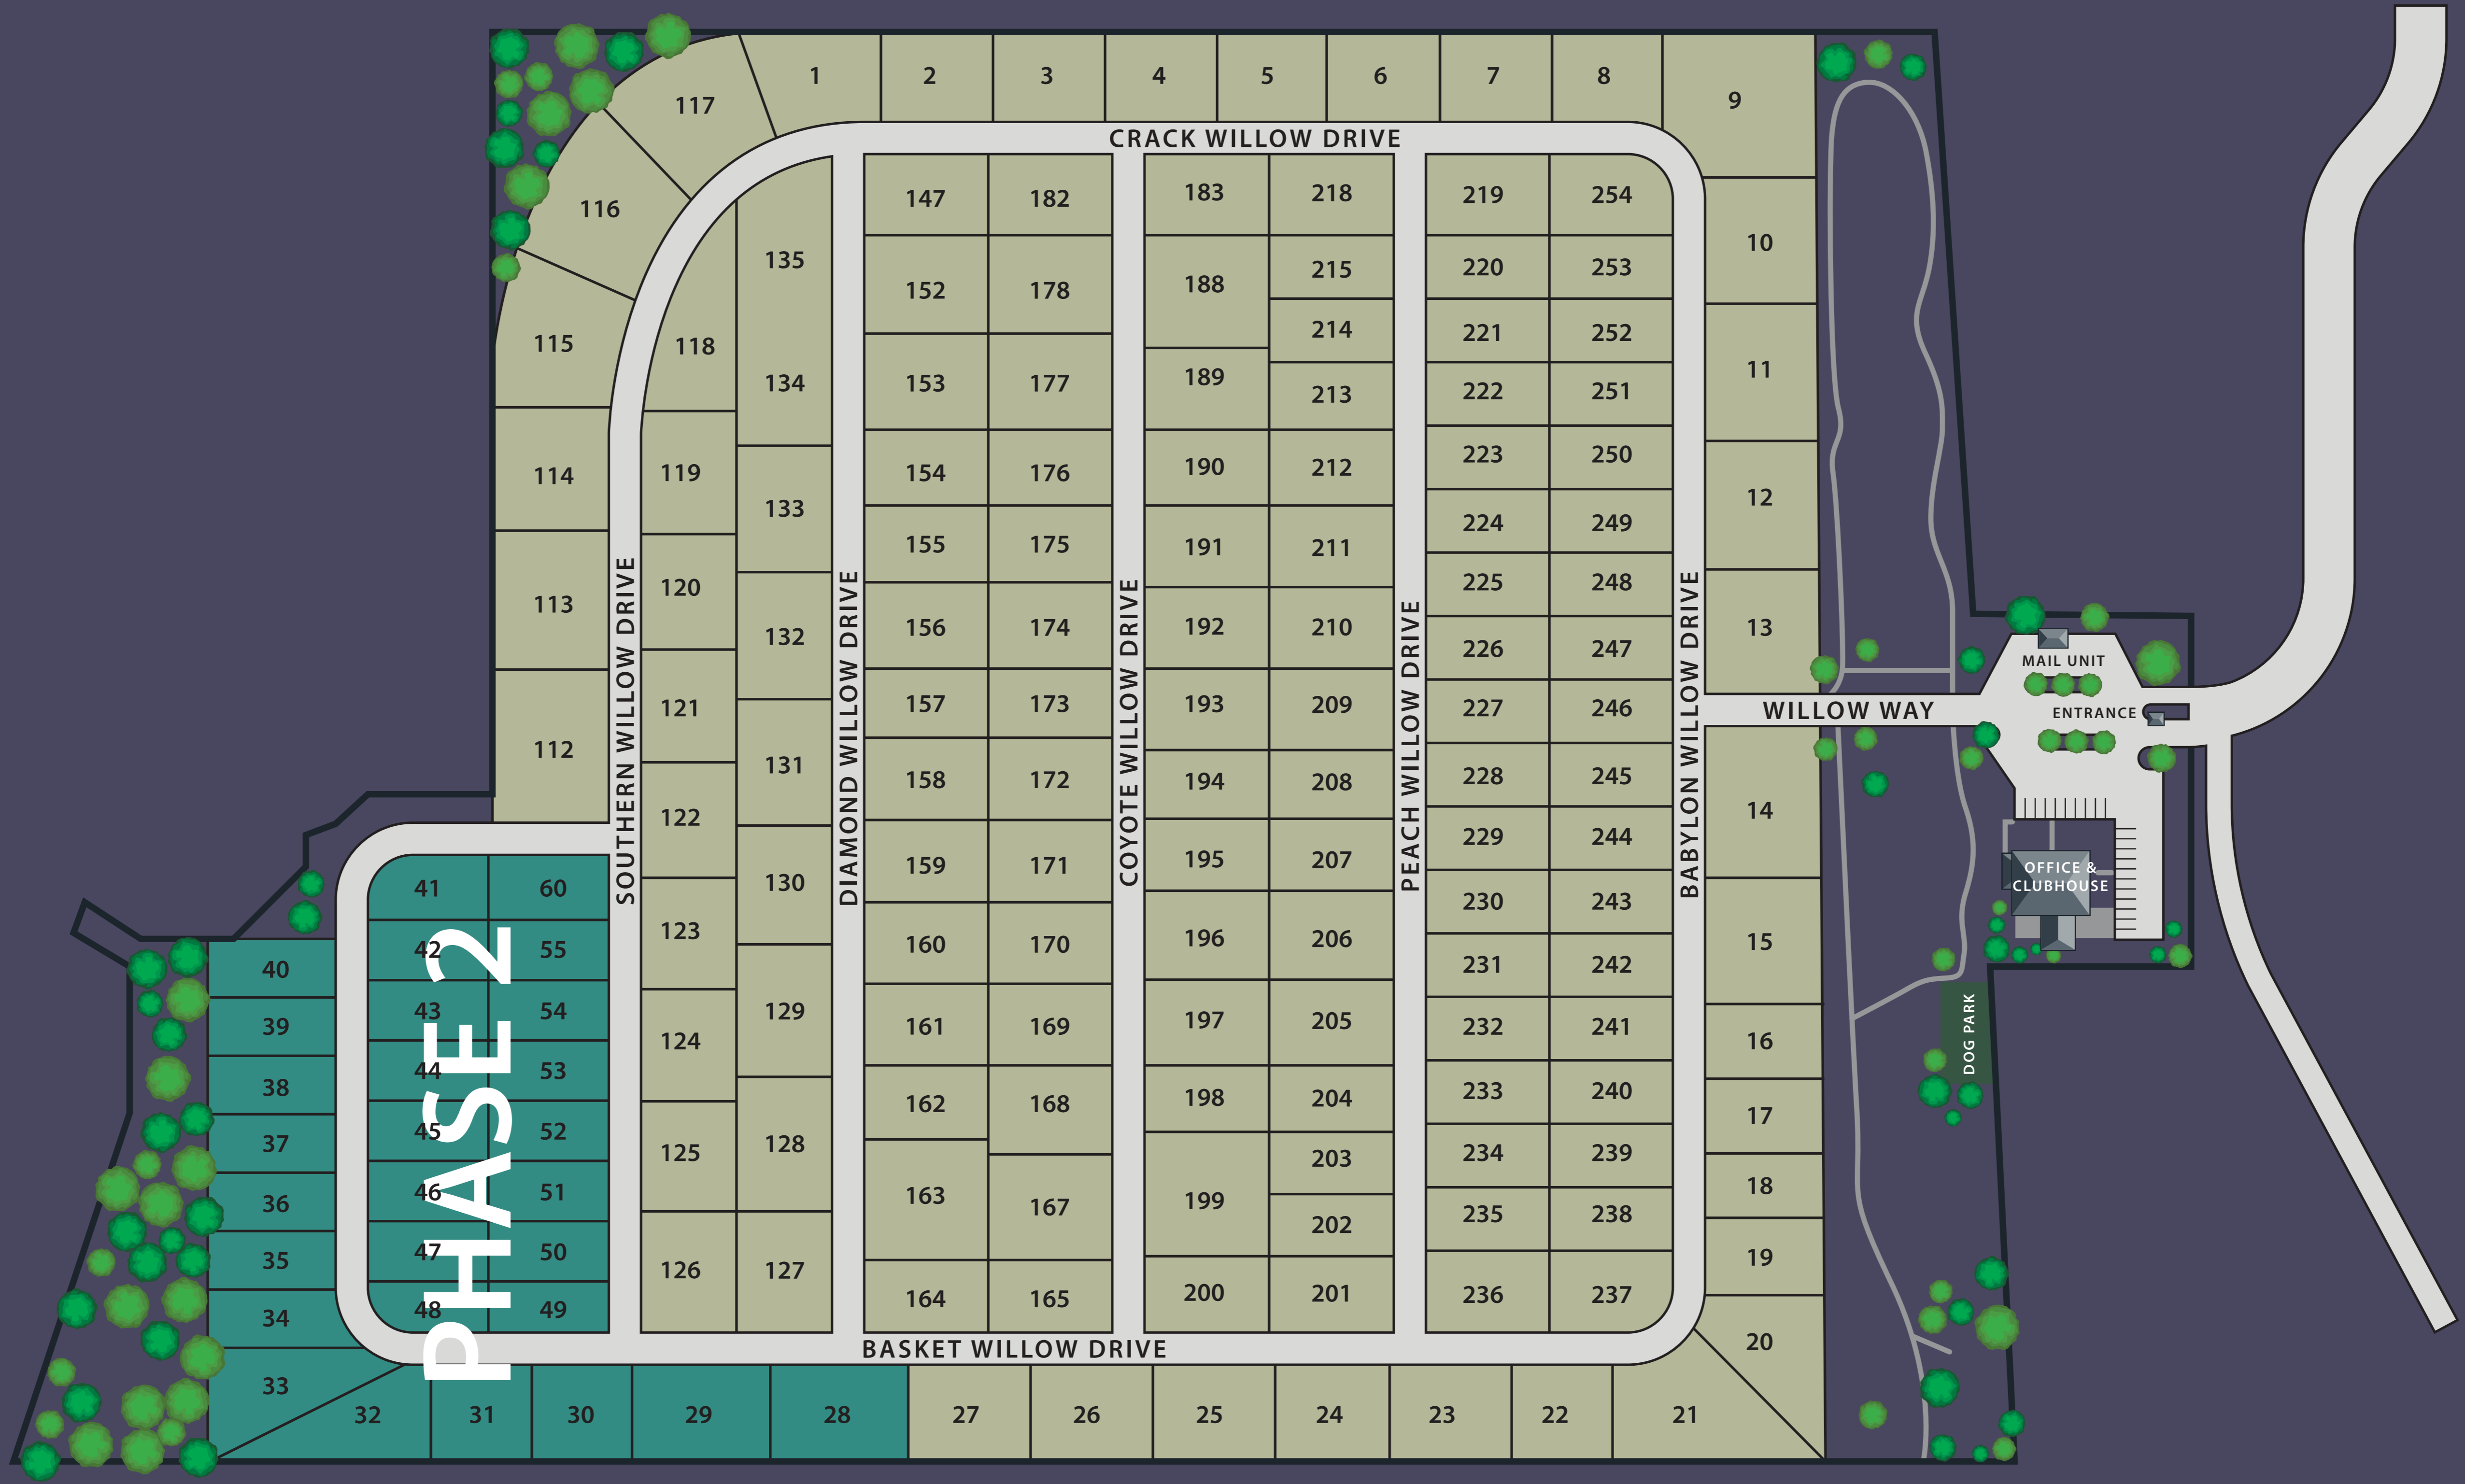 1 2 3 4 5 6 7 8 9
117
CRACK WILLOW DRIVE
116
147 182 183 218 219 254
10
135
152 178 188 215 220 253
115
118
214 221 252
11
134
153 177 189 213 222 251
114
119
154 176 190 212 223 250
12
133
155 175 191 211 224 249
113
120
225 248
132
156 174 192 210 226 247
13
SOUTHERN WILLOW DRIVE
DIAMOND WILLOW DRIVE
COYOTE WILLOW DRIVE
PEACH WILLOW DRIVE
BABYLON WILLOW DRIVE
MAIL UNIT
WILLOW WAY
ENTRANCE
121
157 173 193 209 227 246
112
131
158 172 194 208 228 245
122
14
229 244
OFFICE &
CLUBHOUSE
41 60
130
159 171 195 207 230 243
123
42 55
160 170 196 206 231 242
15
40
43 54
129
161 169 197 205 232 241
39
124
16
DOG PARK
PHASE 2
44 53
38
162 168 198 204 233 240
17
45 52
37
125
128
203 234 239
46 51
36
163 167 199 202 235 238
18
47 50
35
126
127
19
48 49
34
164 165 200 201 236 237
20
BASKET WILLOW DRIVE
33
32 31 30 29 28 27 26 25 24 23 22 21
124